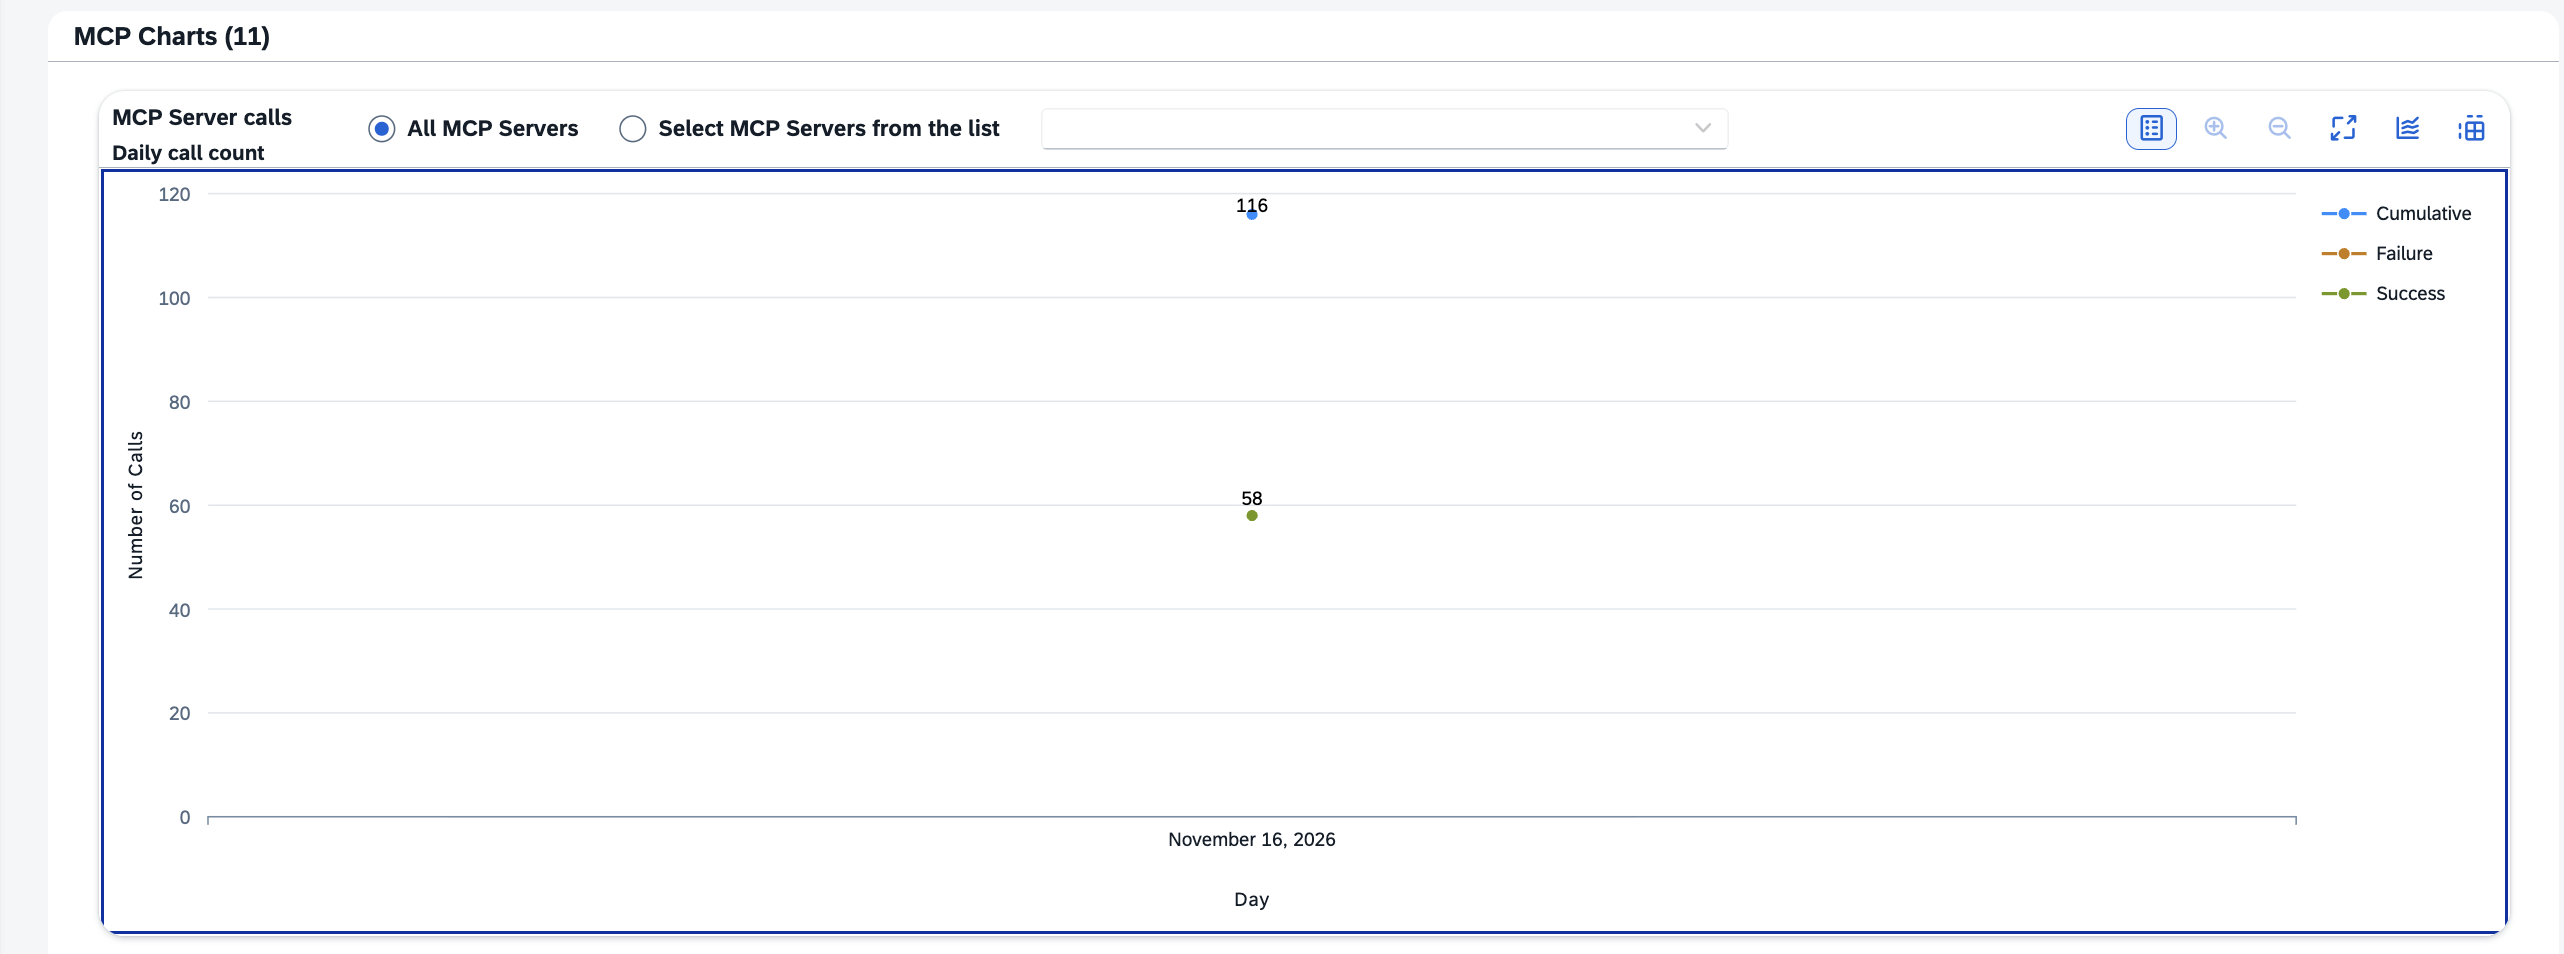 MCP Charts (11)
MCP Server calls
Daily call count
All MCP Servers
Select MCP Servers from the list
120
100
80
60
40
20
0
Number of Calls
116
58
November 16, 2026
Day
Cumulative
Failure
Success